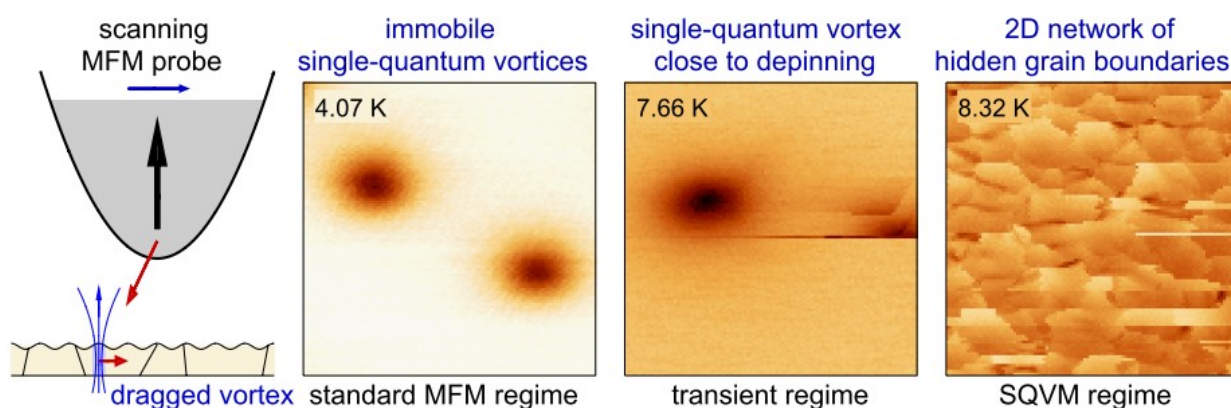 scanning
MFM probe
dragged vortex
immobile
single-quantum vortices
4.07 K
standard MFM regime
single-quantum vortex
close to depinning
7.66 K
transient regime
2D network of
hidden grain boundaries
8.32 K
SQVM regime